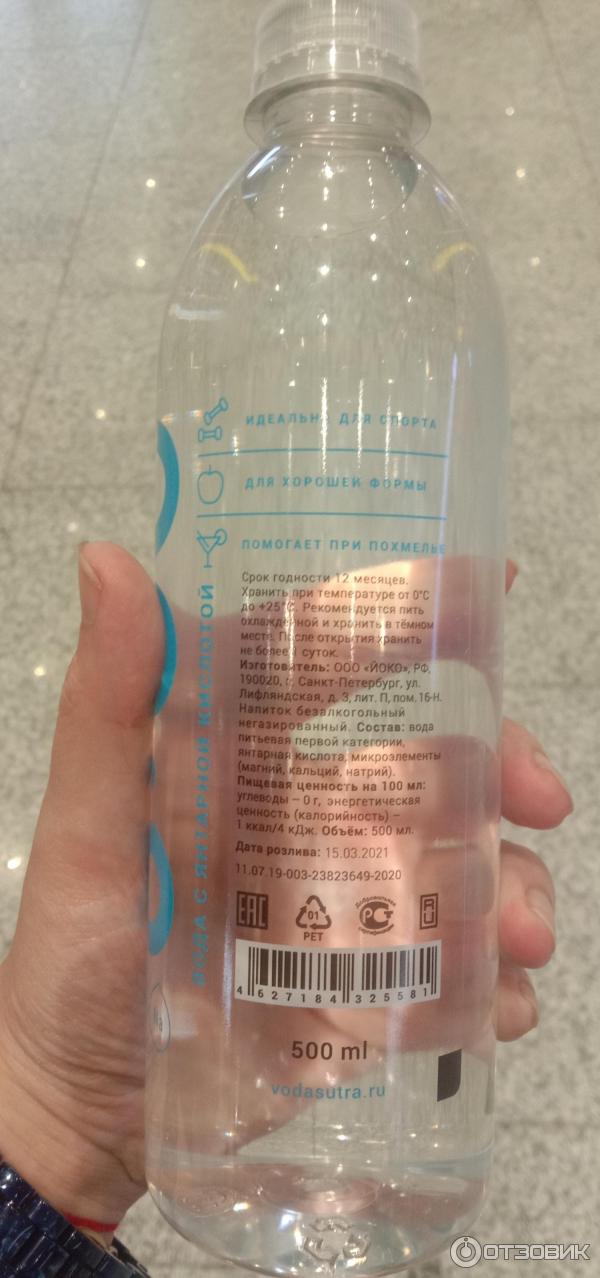 ИДЕАЛЬНО ДЛЯ СПОРТА
ДЛЯ ХОРОШЕЙ ФОРМЫ
ПОМОГАЕТ ПРИ ПОХМЕЛЬЕ
ВОДА С ЯНТАРНОЙ КИСЛОТОЙ
Срок годности 12 месяцев.
Хранить при температуре от 0°C
до +25°C. Рекомендуется пить
охлаждённой и хранить в тёмном
месте. После открытия хранить
не более суток.
Изготовитель: ООО «ЙОКО», РФ,
190020, г. Санкт-Петербург, ул.
Лифляндская, д. 3, лит. П, пом. 16-Н.
Напиток безалкогольный
негазированный. Состав: вода
питьевая первой категории,
янтарная кислота, микроэлементы
(магний, кальций, натрий).
Пищевая ценность на 100 мл:
углеводы – 0 г, энергетическая
ценность (калорийность) –
1 ккал/4 кДж. Объём: 500 мл.
Дата розлива: 15.03.2021
11.07.19-003-23823649-2020
EAC
01
PET
Добровольная
сертификация
РСТ
RU
4 627184 325581
500 ml
vodasutra.ru
ОТЗОВИК